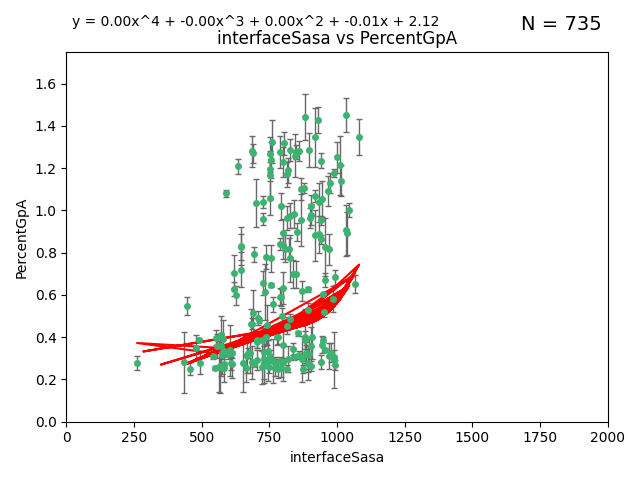 y = 0.00x^4 + -0.00x^3 + 0.00x^2 + -0.01x + 2.12
N = 735
interfaceSasa vs PercentGpA
PercentGpA
1.6
1.4
1.2
1.0
0.8
0.6
0.4
0.2
0.0
0 250 500 750 1000 1250 1500 1750 2000
interfaceSasa